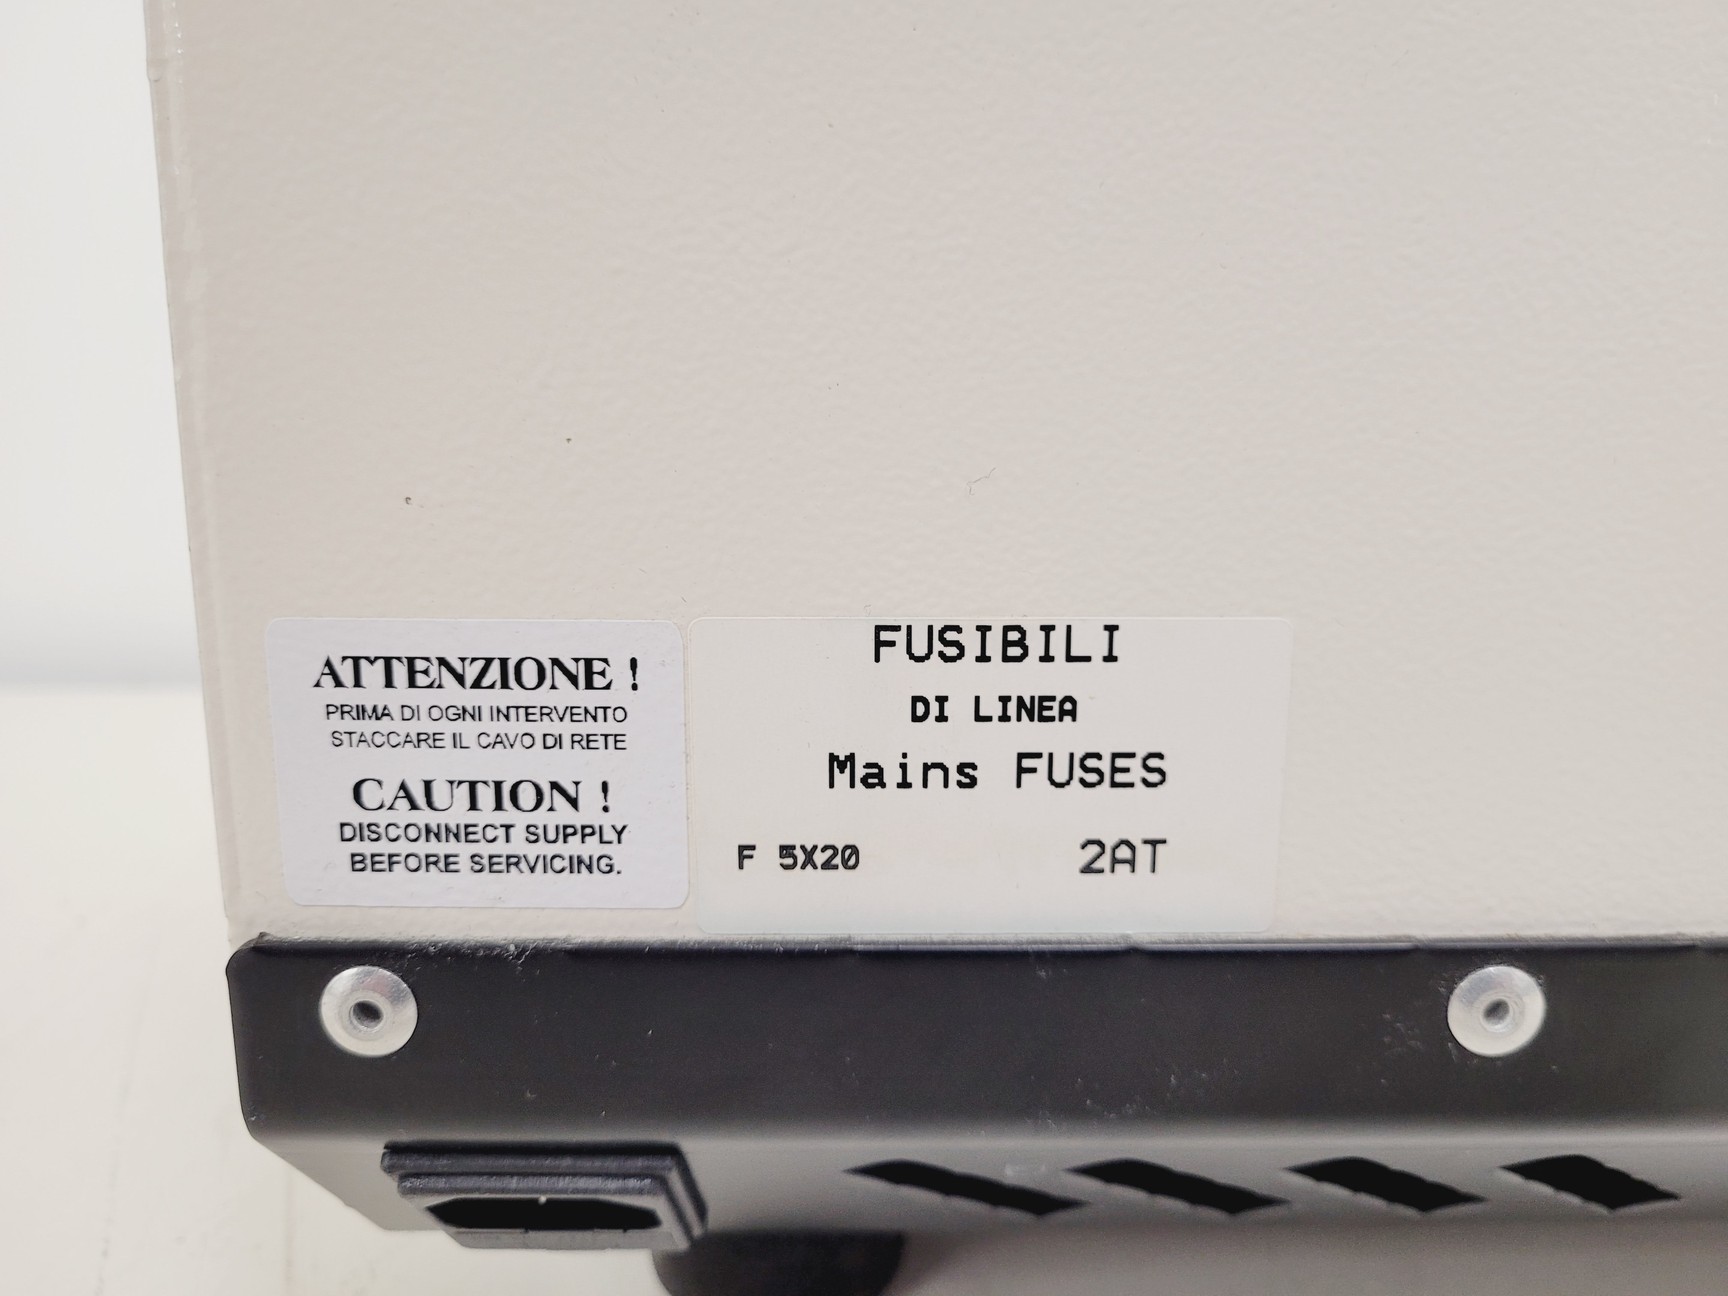 ATTENZIONE !
PRIMA DI OGNI INTERVENTO
STACCARE IL CAVO DI RETE
CAUTION !
DISCONNECT SUPPLY
BEFORE SERVICING.
FUSIBILI
DI LINEA
Mains FUSES
F 5X20 2AT